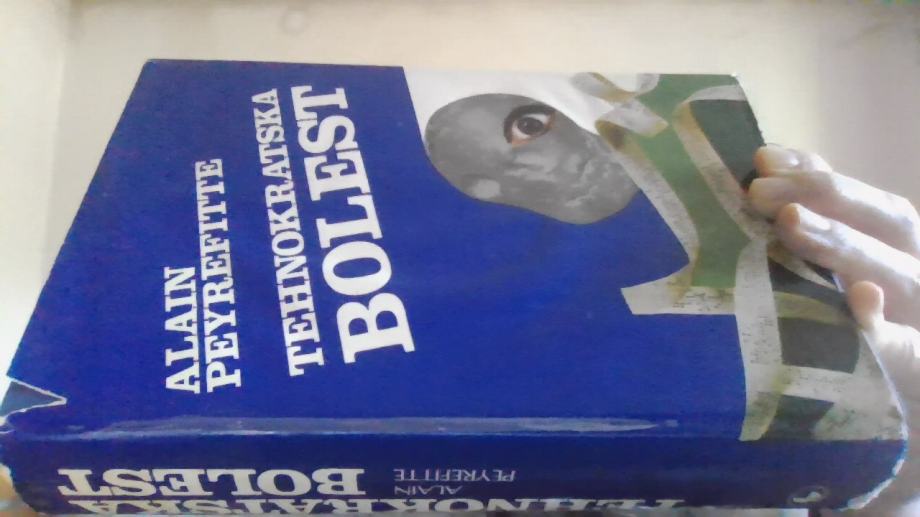 ALAIN
PEYREFITTE
TEHNOKRATSKA
BOLEST
ALAIN
PEYREFITTE
TEHNOKRATSKA
BOLEST